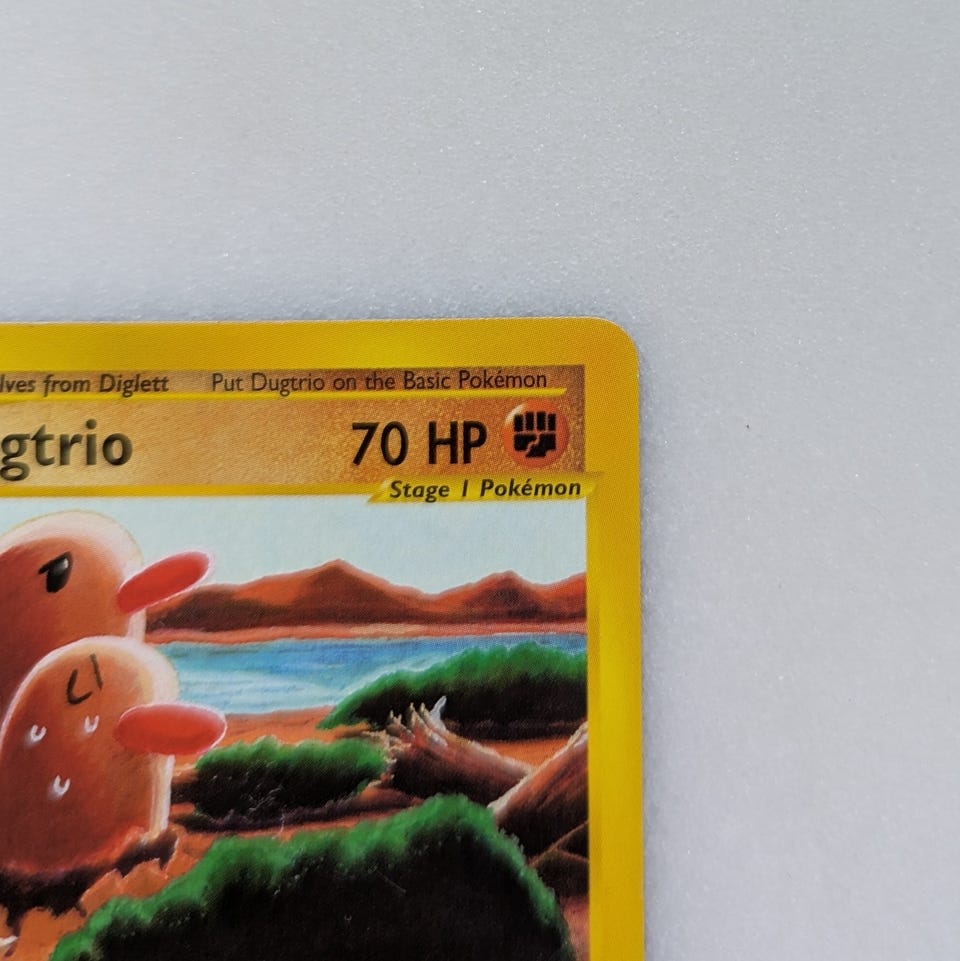 lves from Diglett Put Dugtrio on the Basic Pokémon
gtrio 70 HP
Stage 1 Pokémon